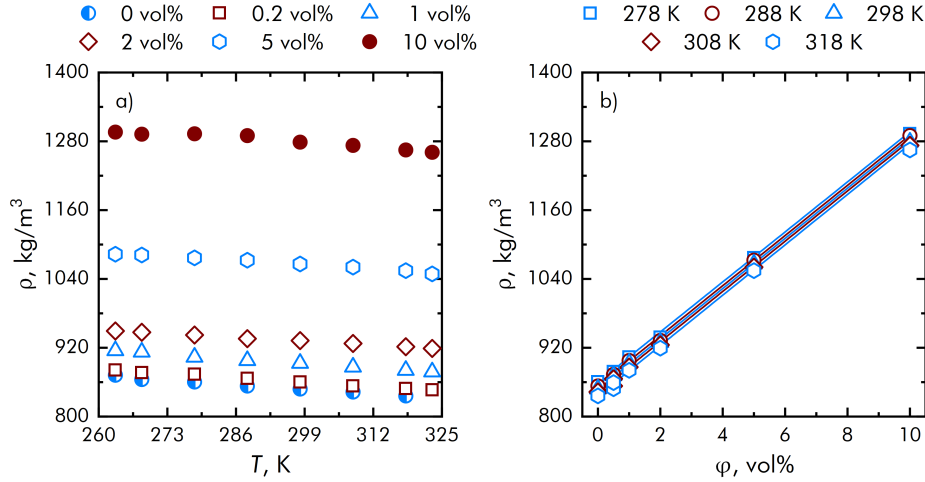 0 vol% 0.2 vol% 1 vol%
2 vol% 5 vol% 10 vol%
278 K 288 K 298 K
308 K 318 K
a)
1400
1280
1160
1040
920
800
ρ, kg/m³
260 273 286 299 312 325
T, K
b)
1400
1280
1160
1040
920
800
ρ, kg/m³
0 2 4 6 8 10
φ, vol%